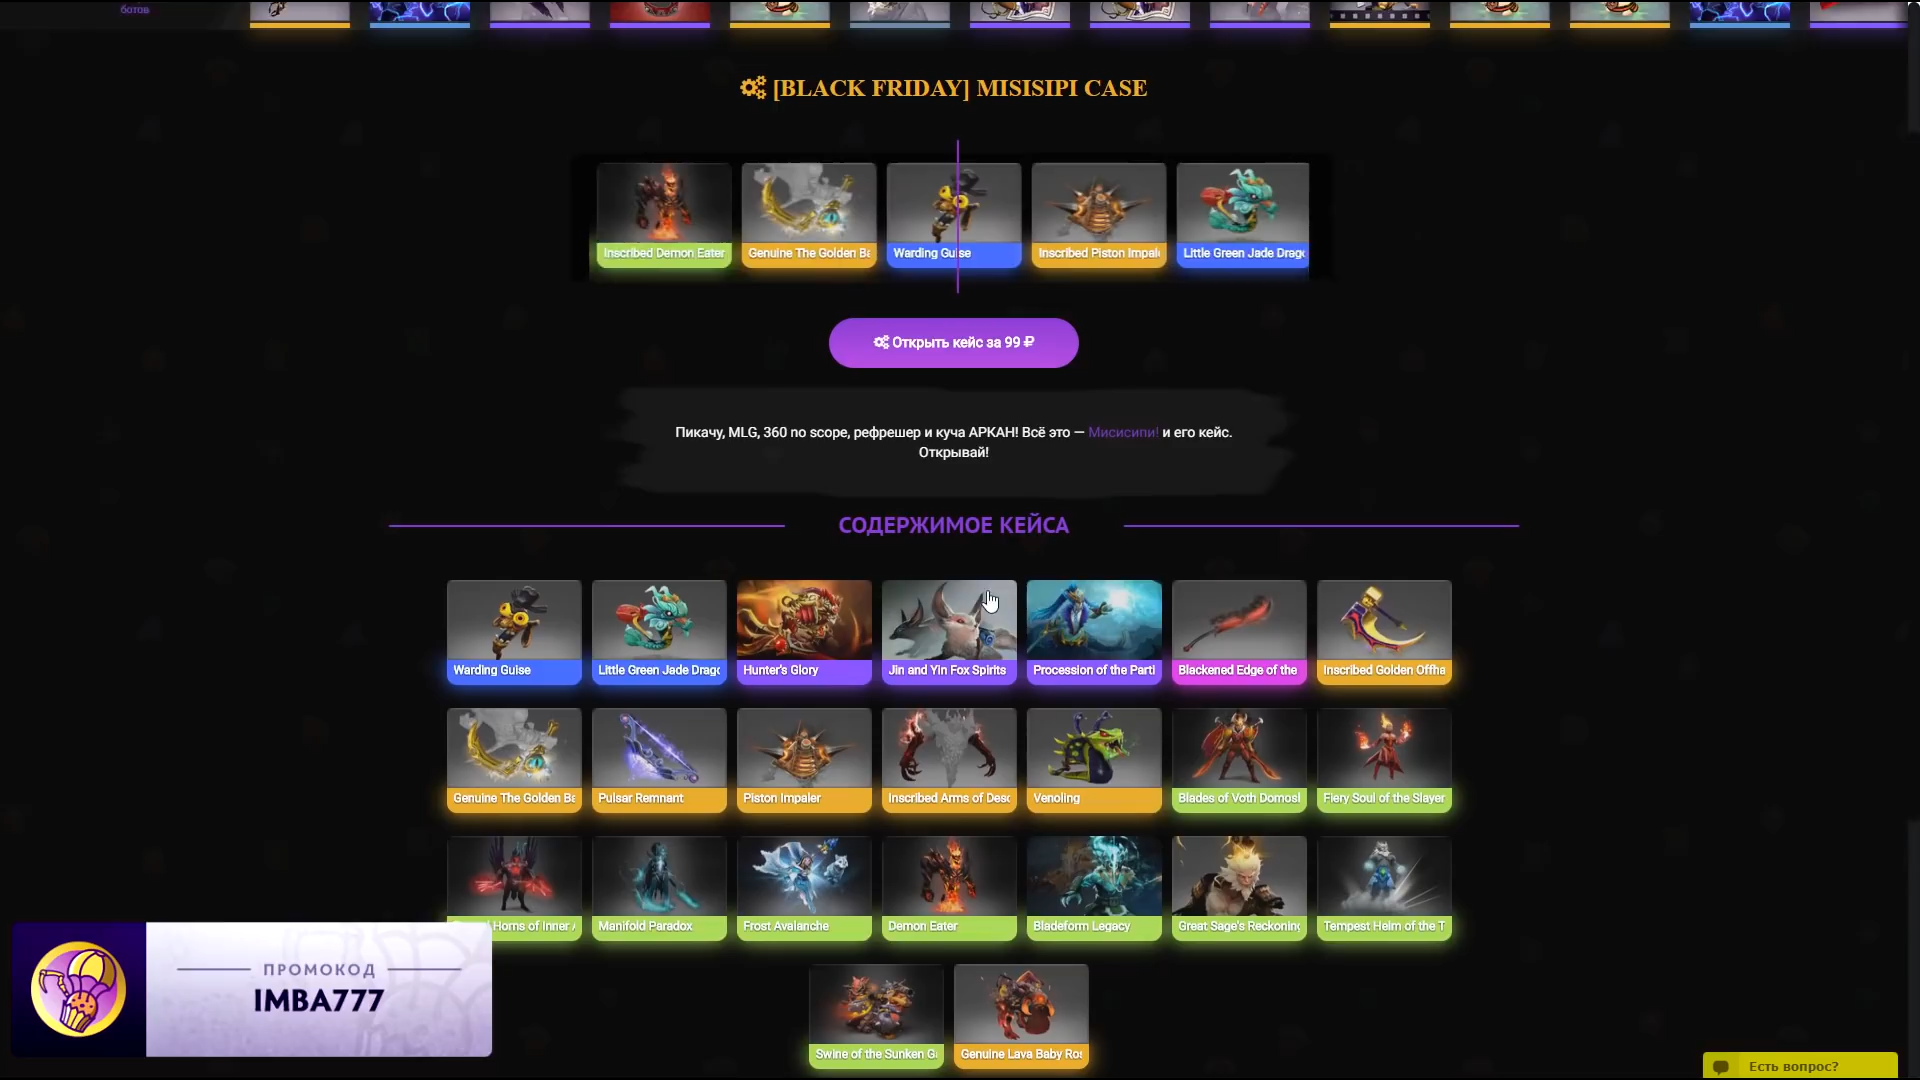 ботав
[BLACK FRIDAY] MISISIPI CASE
Inscribed Demon Eater
Genuine The Golden Ba
Warding Guise
Inscribed Piston Impale
Little Green Jade Drago
Открыть кейс за 99 ₽
Пикачу, MLG, 360 no scope, рефрешер и куча АРКАН! Всё это — Мисисипи! и его кейс.
Открывай!
СОДЕРЖИМОЕ КЕЙСА
Warding Guise
Little Green Jade Drago
Hunter's Glory
Jin and Yin Fox Spirits
Procession of the Parti
Blackened Edge of the
Inscribed Golden Offha
Genuine The Golden Ba
Pulsar Remnant
Piston Impaler
Inscribed Arms of Deso
Venoling
Blades of Voth Domosh
Fiery Soul of the Slayer
Horns of Inner A
Manifold Paradox
Frost Avalanche
Demon Eater
Bladeform Legacy
Great Sage's Reckoning
Tempest Helm of the T
Swine of the Sunken Ga
Genuine Lava Baby Ros
ПРОМОКОД
IMBA777
Есть вопрос?